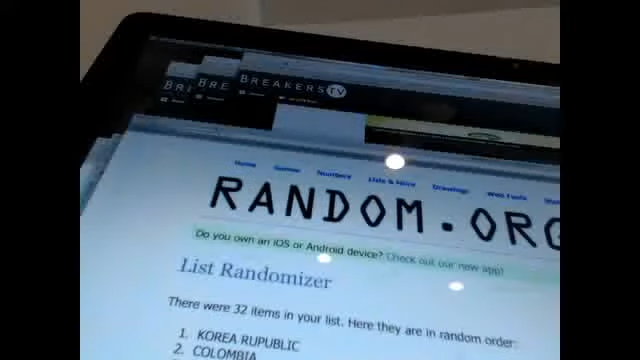 BREAKERS TV
Home Games Numbers Lists & More Drawings Web Tools
RANDOM.ORG
Do you own an iOS or Android device? Check out our new app!
List Randomizer
There were 32 items in your list. Here they are in random order:
1. KOREA RUPUBLIC
2. COLOMBIA